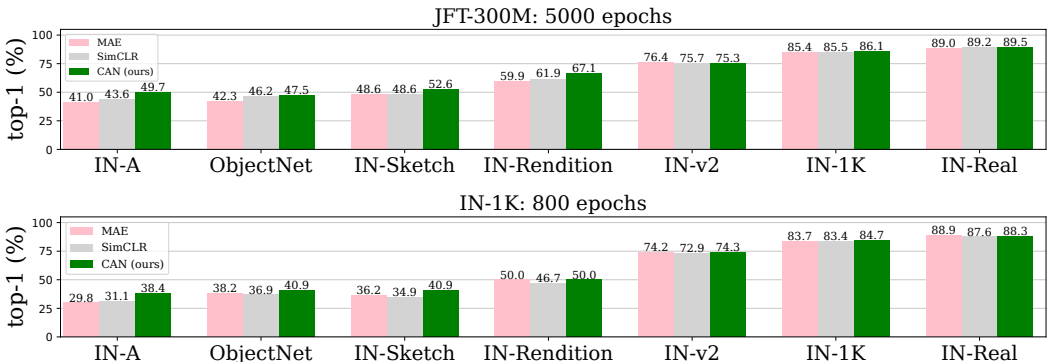 JFT-300M: 5000 epochs
top-1 (%)
100
75
50
25
0
MAE
SimCLR
CAN (ours)
41.0 43.6 49.7 42.3 46.2 47.5 48.6 48.6 52.6 59.9 61.9 67.1 76.4 75.7 75.3 85.4 85.5 86.1 89.0 89.2 89.5
IN-A ObjectNet IN-Sketch IN-Rendition IN-v2 IN-1K IN-Real
IN-1K: 800 epochs
top-1 (%)
100
75
50
25
0
MAE
SimCLR
CAN (ours)
29.8 31.1 38.4 38.2 36.9 40.9 36.2 34.9 40.9 50.0 46.7 50.0 74.2 72.9 74.3 83.7 83.4 84.7 88.9 87.6 88.3
IN-A ObjectNet IN-Sketch IN-Rendition IN-v2 IN-1K IN-Real